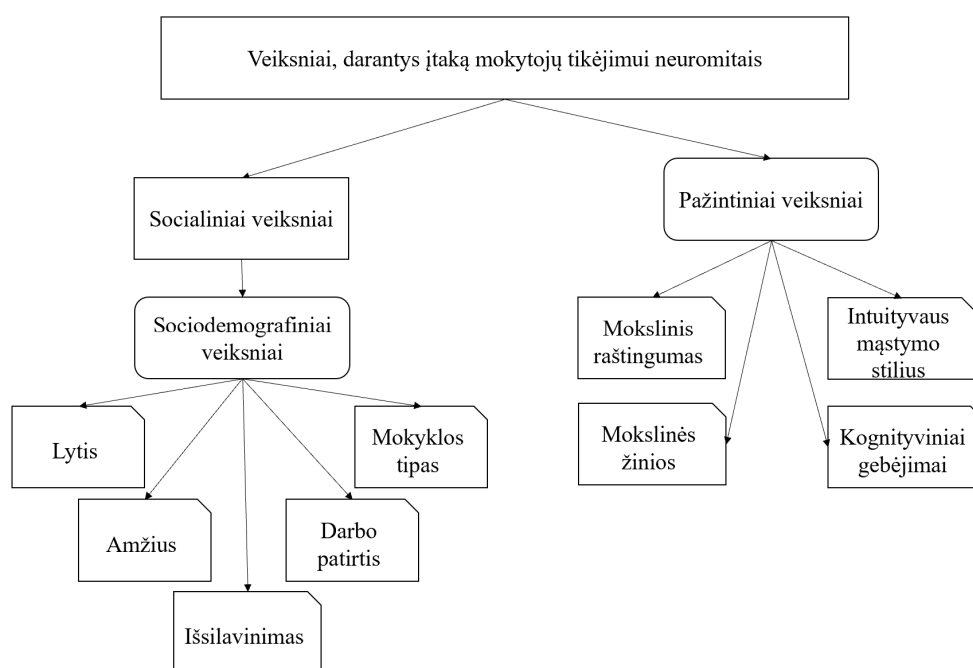 Veiksniai, darantys įtaką mokytojų tikėjimui neuromitais
Socialiniai veiksniai
Pažintiniai veiksniai
Sociodemografiniai
veiksniai
Mokslinis
raštingumas
Intuityvaus
mąstymo
stilius
Lytis
Mokyklos
tipas
Mokslinės
žinios
Kognityviniai
gebėjimai
Amžius
Darbo
patirtis
Išsilavinimas